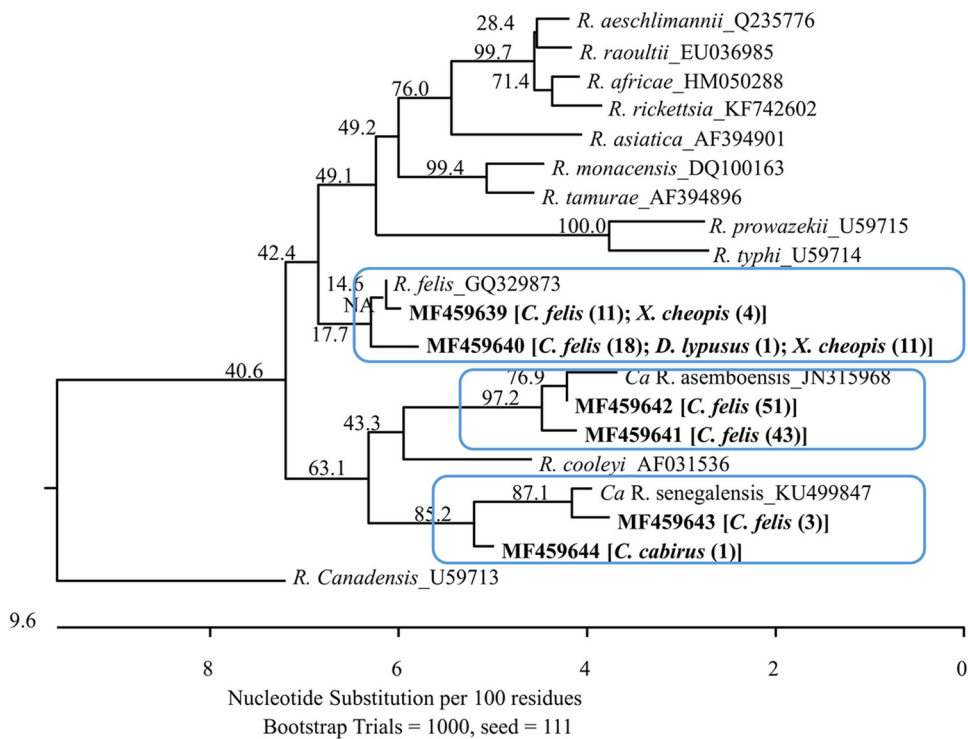 28.4
R. aeschlimannii_Q235776
99.7
R. raoultii_EU036985
71.4
R. africae_HM050288
76.0
R. rickettsia_KF742602
49.2
R. asiatica_AF394901
99.4
R. monacensis_DQ100163
49.1
R. tamurae_AF394896
100.0
R. prowazekii_U59715
42.4
R. typhi_U59714
14.6
R. felis_GQ329873
NA
MF459639 [C. felis (11); X. cheopis (4)]
17.7
MF459640 [C. felis (18); D. lypusus (1); X. cheopis (11)]
40.6
76.9
Ca R. asemboensis_JN315968
97.2
MF459642 [C. felis (51)]
43.3
MF459641 [C. felis (43)]
63.1
R. cooleyi_AF031536
87.1
Ca R. senegalensis_KU499847
85.2
MF459643 [C. felis (3)]
MF459644 [C. cabirus (1)]
R. Canadensis_U59713
9.6
8 6 4 2 0
Nucleotide Substitution per 100 residues
Bootstrap Trials = 1000, seed = 111